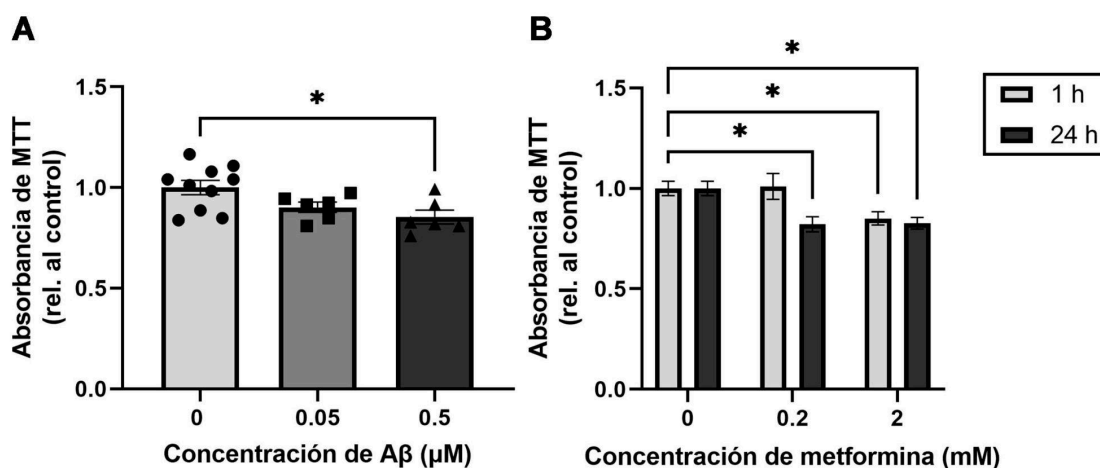 A
Absorbancia de MTT
(rel. al control)
1.5
1.0
0.5
0.0
*
0
0.05
0.5
Concentración de Aβ (µM)
B
Absorbancia de MTT
(rel. al control)
1.5
1.0
0.5
0.0
*
*
*
0
0.2
2
Concentración de metformina (mM)
1 h
24 h